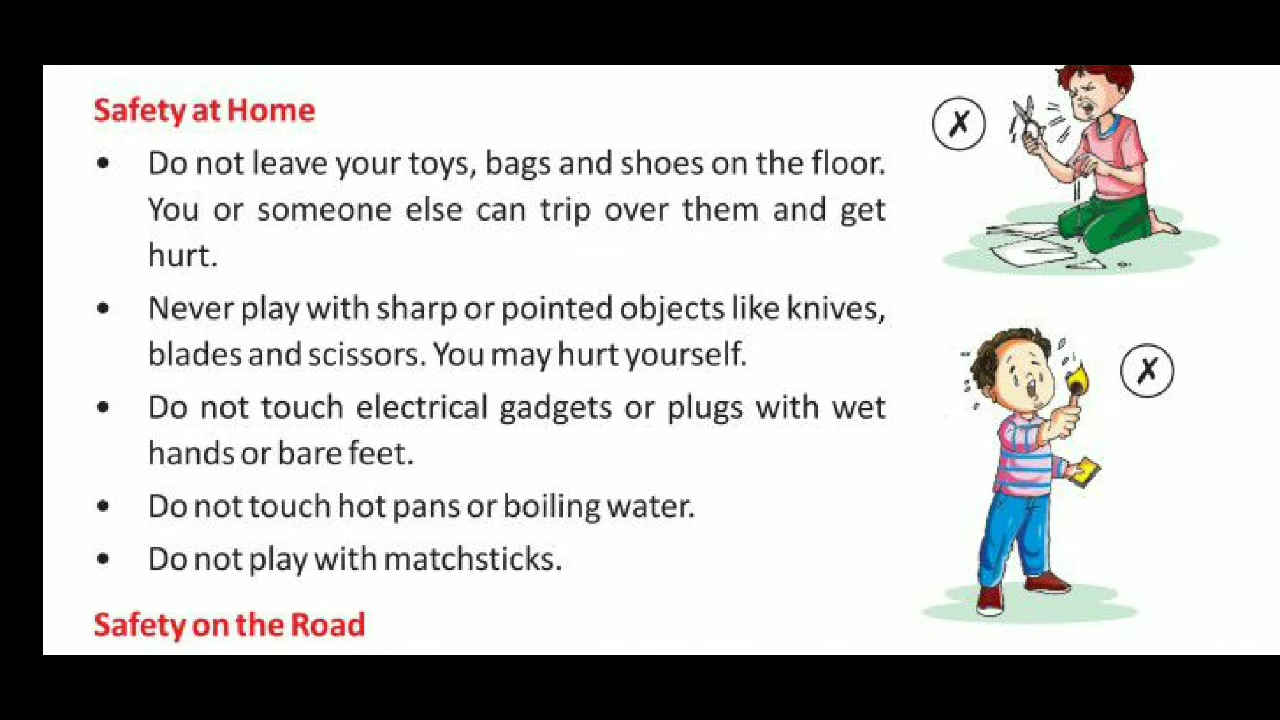 Safety at Home
• Do not leave your toys, bags and shoes on the floor.
You or someone else can trip over them and get
hurt.
• Never play with sharp or pointed objects like knives,
blades and scissors. You may hurt yourself.
• Do not touch electrical gadgets or plugs with wet
hands or bare feet.
• Do not touch hot pans or boiling water.
• Do not play with matchsticks.
Safety on the Road